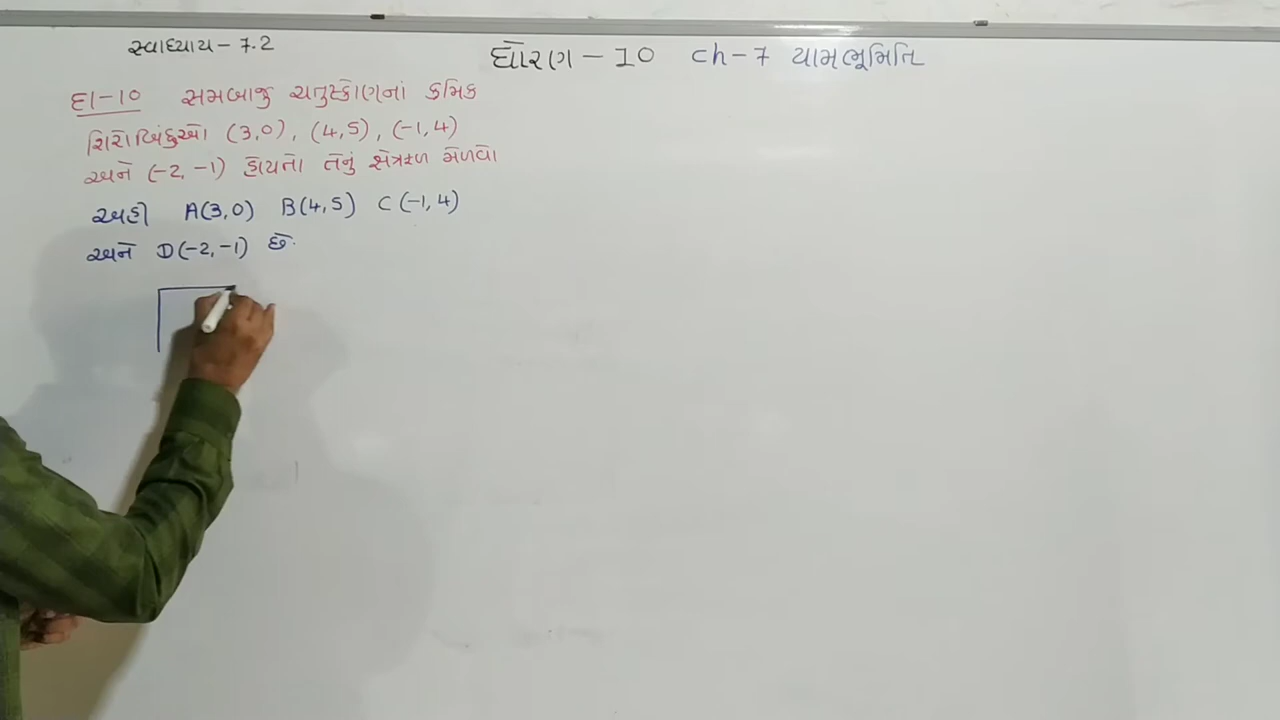 સ્વાધ્યાય - 7.2
ધોરણ - 10 ch-7 યામભૂમિતિ
દા-10 સમબાજુ ચતુષ્કોણનાં ક્રમિક
શિરોબિંદુઓ (3,0), (4,5), (-1,4)
અને (-2,-1) હોયતો તેનું ક્ષેત્રફળ મેળવો
અહીં A(3,0) B(4,5) C(-1,4)
અને D(-2,-1) છે.